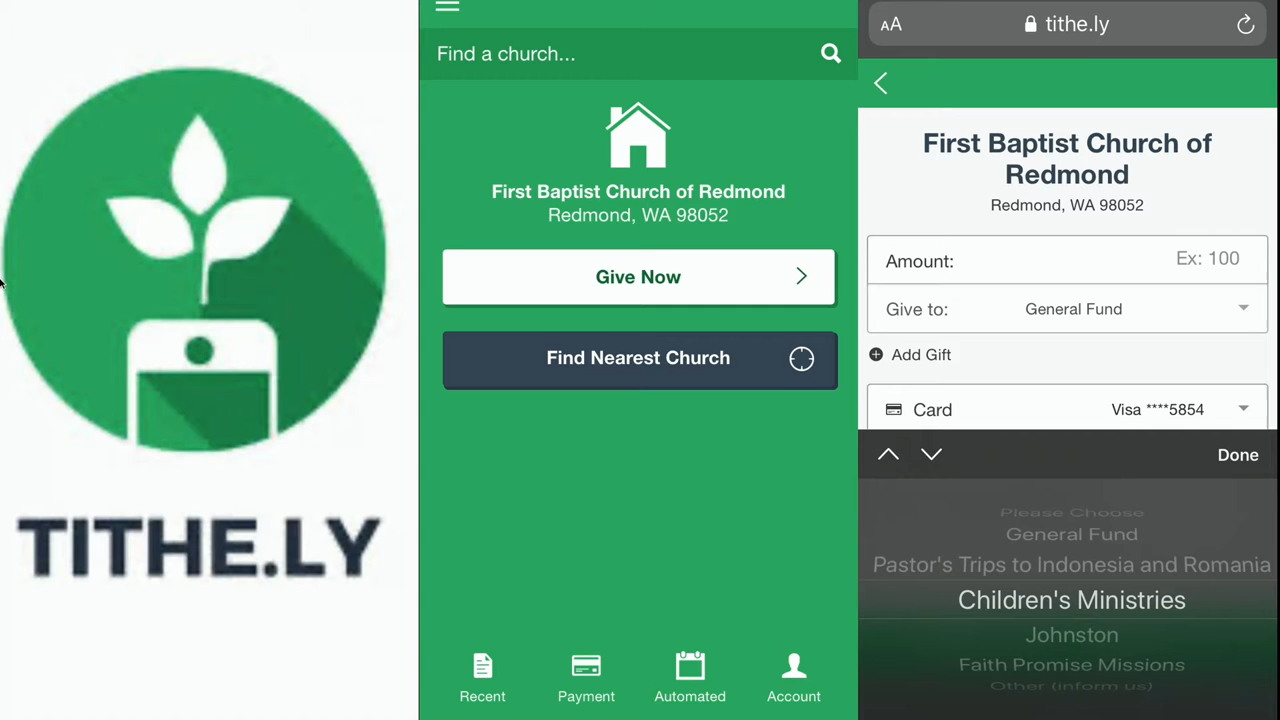 TITHE.LY
Find a church...
First Baptist Church of Redmond
Redmond, WA 98052
Give Now
Find Nearest Church
Recent
Payment
Automated
Account
AA
tithe.ly
First Baptist Church of
Redmond
Redmond, WA 98052
Amount: Ex: 100
Give to: General Fund
Add Gift
Card Visa ****5854
Done
Please Choose
General Fund
Pastor's Trips to Indonesia and Romania
Children's Ministries
Johnston
Faith Promise Missions
Other (inform us)